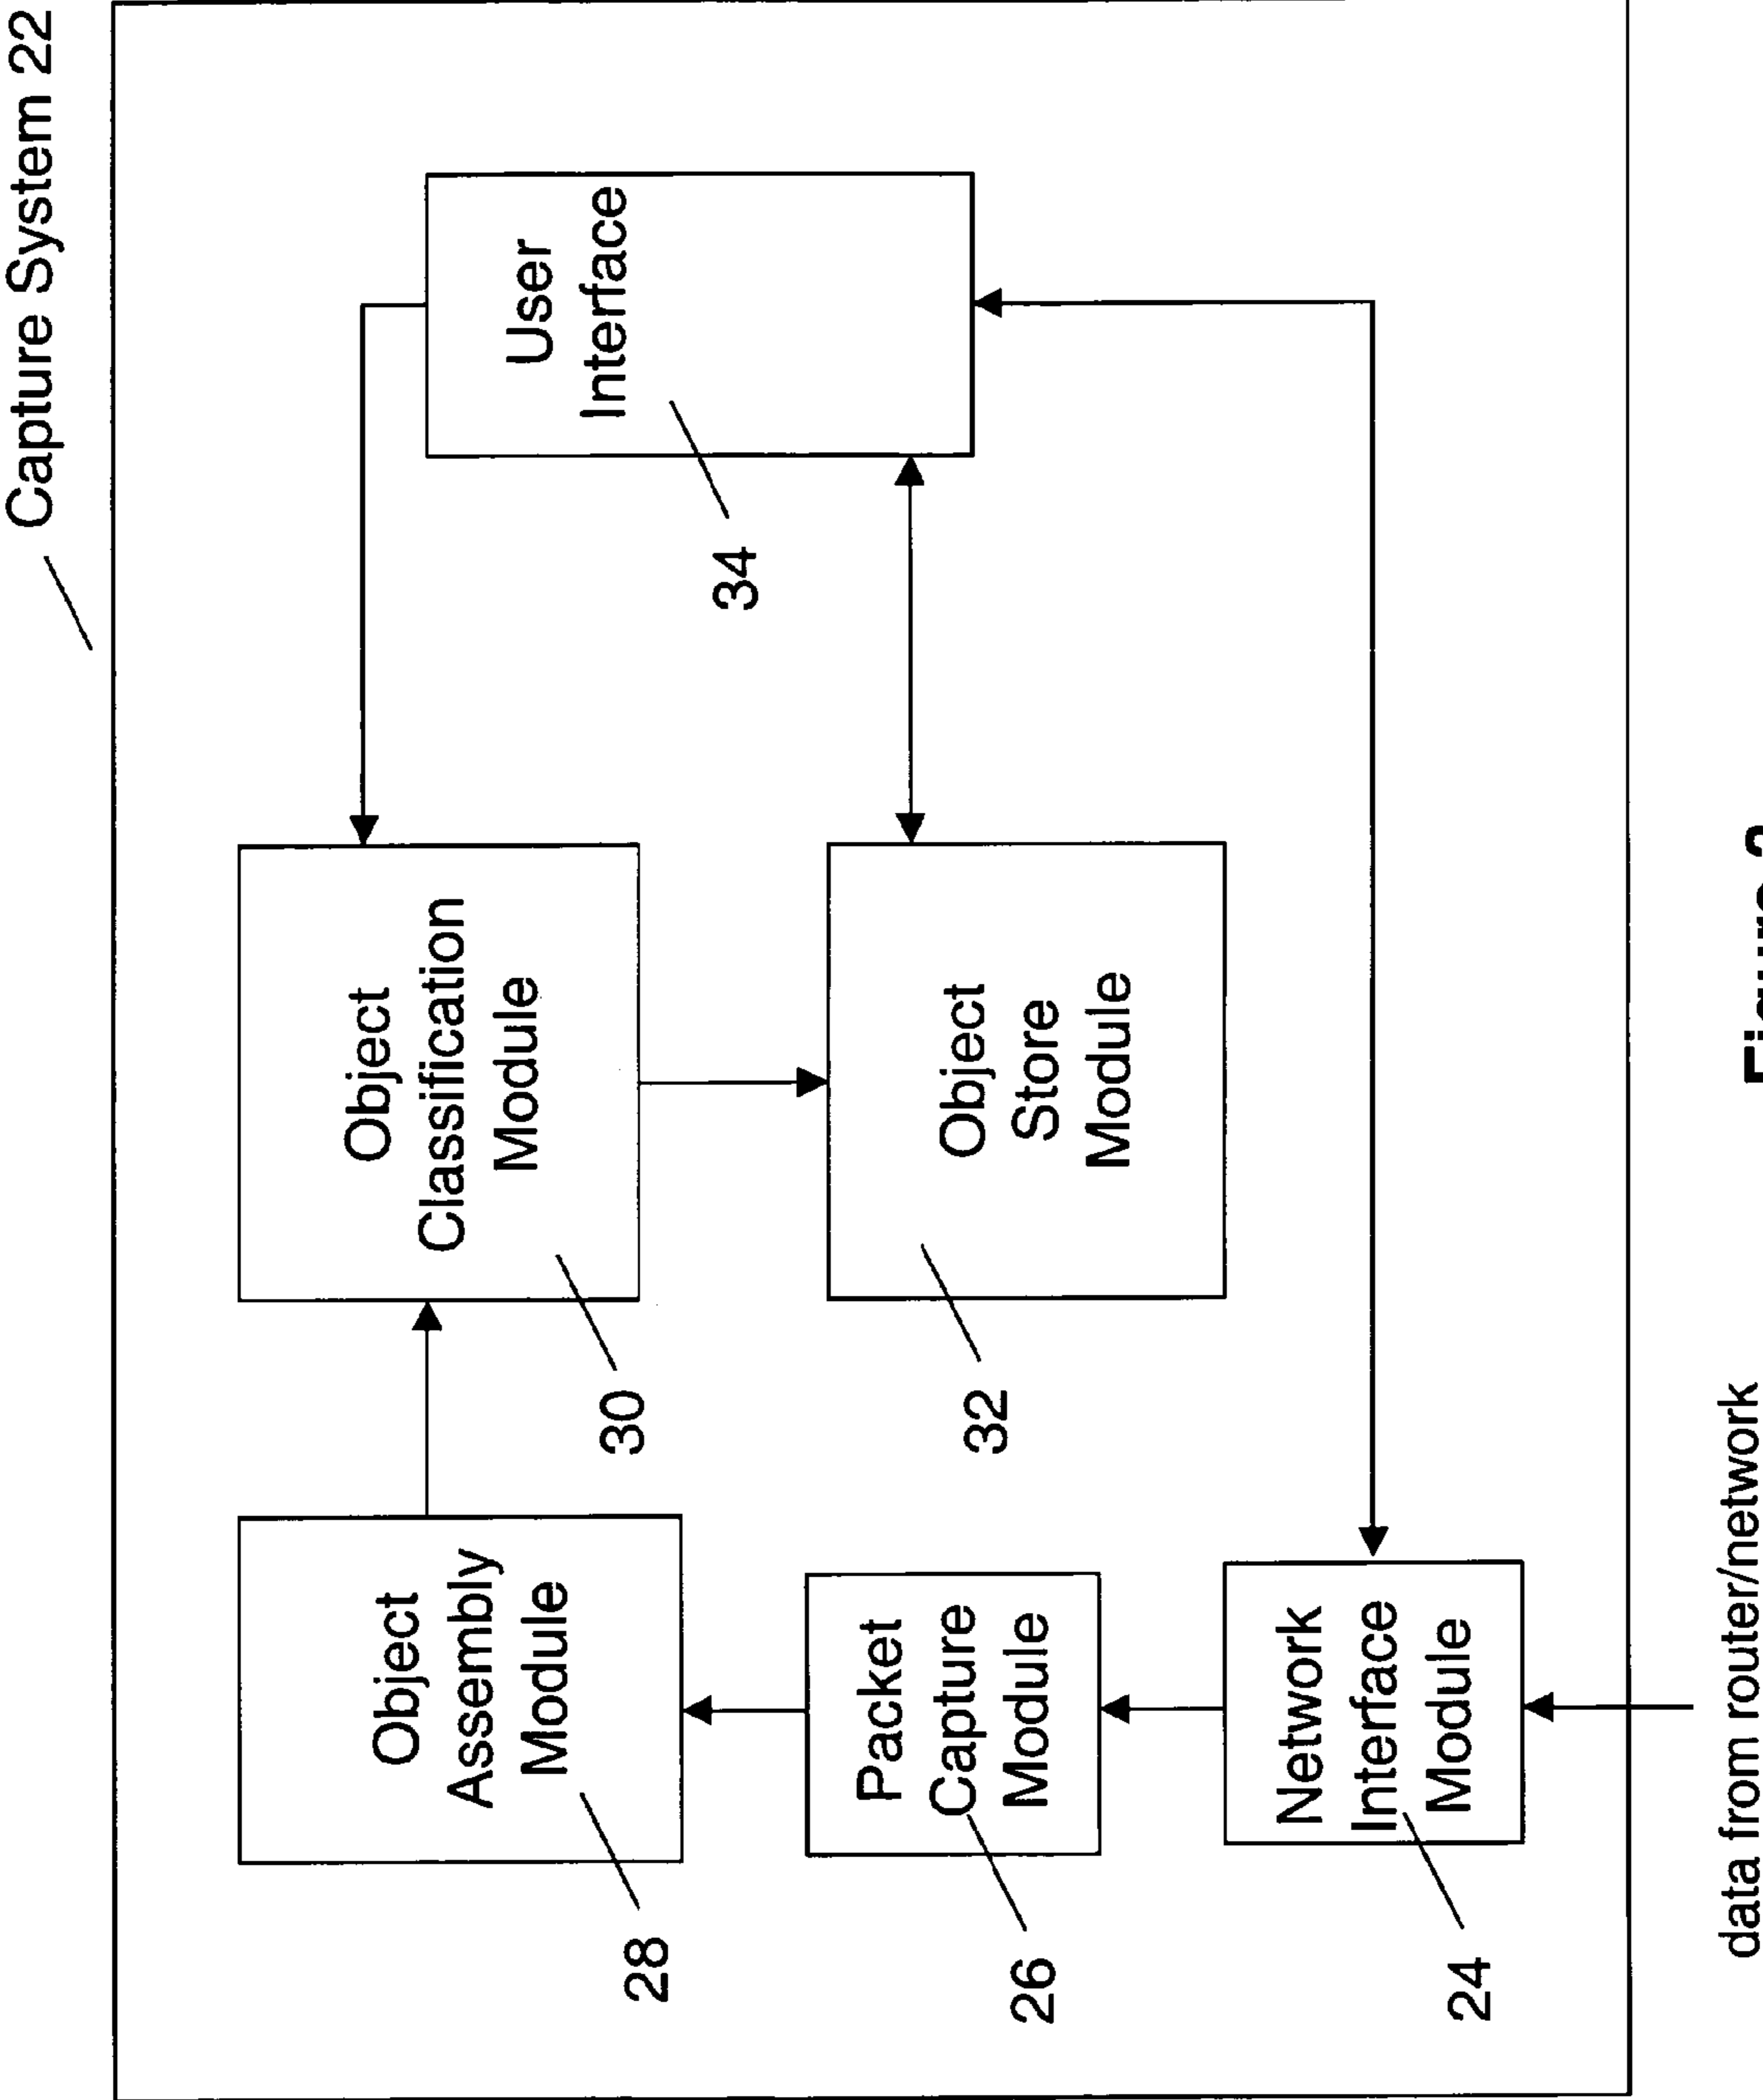 Capture System 22
Object
Assembly
Module
28
Object
Classification
Module
30
User
Interface
34
Packet
Capture
Module
26
Object
Store
Module
32
Network
Interface
Module
24
data from router/network
Figure